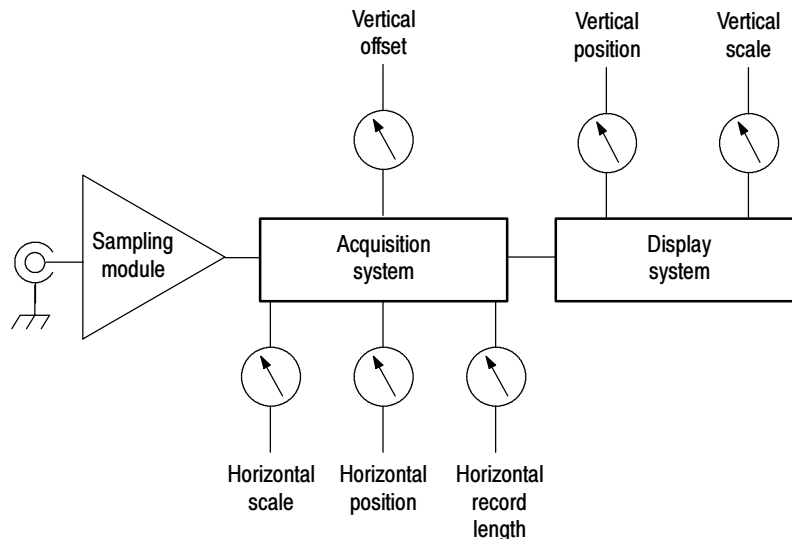 Vertical
offset
Vertical
position
Vertical
scale
Sampling
module
Acquisition
system
Display
system
Horizontal
scale
Horizontal
position
Horizontal
record
length